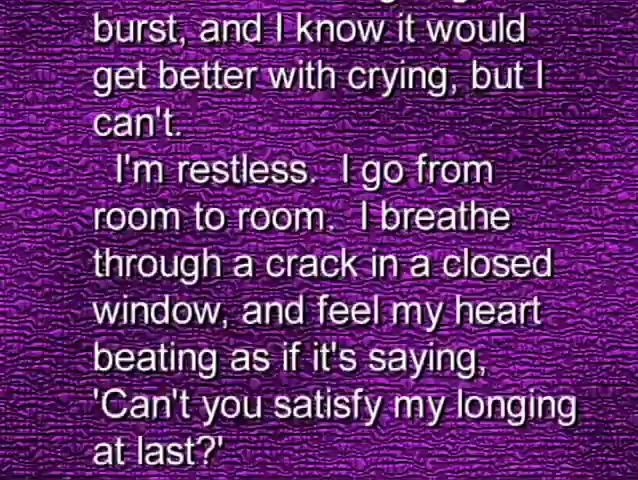 burst, and I know it would
get better with crying, but I
can't.
I'm restless. I go from
room to room. I breathe
through a crack in a closed
window, and feel my heart
beating as if it's saying,
'Can't you satisfy my longing
at last?'